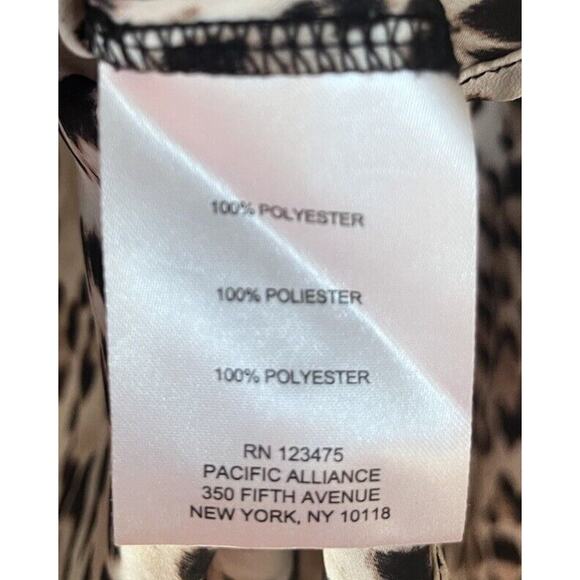 100% POLYESTER
100% POLIESTER
100% POLYESTER
RN 123475
PACIFIC ALLIANCE
350 FIFTH AVENUE
NEW YORK, NY 10118